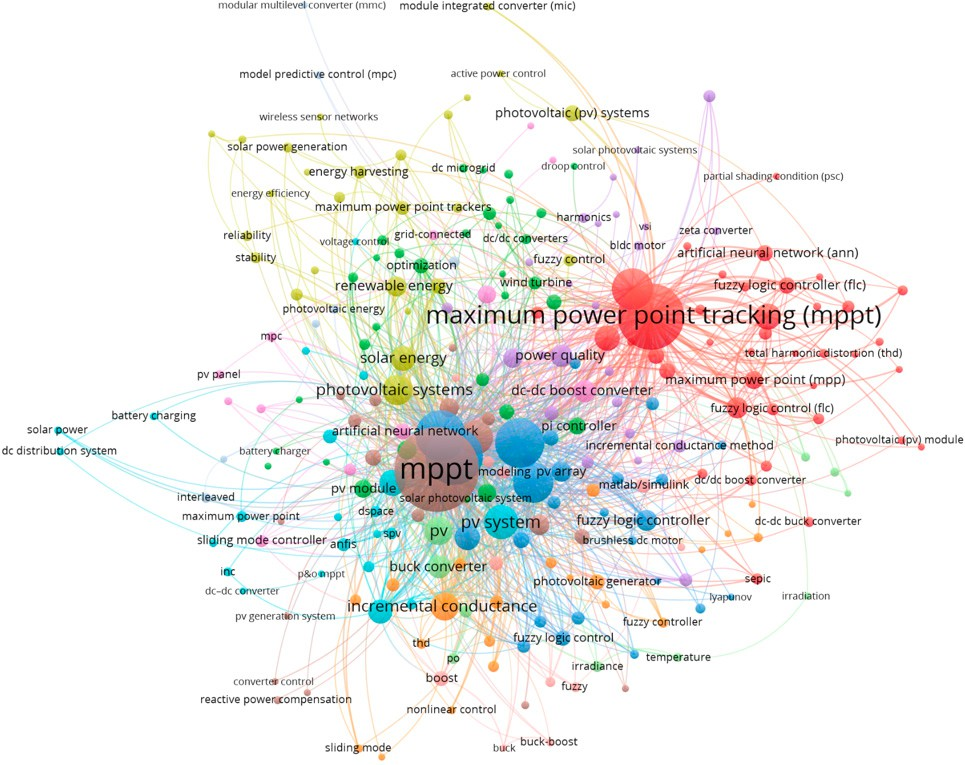 modular multilevel converter (mmc)
module integrated converter (mic)
model predictive control (mpc)
active power control
wireless sensor networks
photovoltaic (pv) systems
solar power generation
solar photovoltaic systems
energy harvesting
dc microgrid
droop control
partial shading condition (psc)
energy efficiency
maximum power point trackers
harmonics
vsi
zeta converter
reliability
voltage control
grid-connected
dc/dc converters
bldc motor
stability
optimization
fuzzy control
artificial neural network (ann)
renewable energy
wind turbine
fuzzy logic controller (flc)
photovoltaic energy
maximum power point tracking (mppt)
mpc
solar energy
power quality
total harmonic distortion (thd)
pv panel
photovoltaic systems
dc-dc boost converter
maximum power point (mpp)
battery charging
fuzzy logic control (flc)
solar power
artificial neural network
pi controller
photovoltaic (pv) module
dc distribution system
battery charger
incremental conductance method
mppt
modeling
pv array
pv module
matlab/simulink
dc/dc boost converter
interleaved
solar photovoltaic system
maximum power point
dspace
pv system
fuzzy logic controller
dc-dc buck converter
sliding mode controller
anfis
spv
pv
brushless dc motor
inc
p&o mppt
buck converter
photovoltaic generator
sepic
dc–dc converter
lyapunov
irradiation
pv generation system
incremental conductance
fuzzy controller
thd
fuzzy logic control
po
irradiance
temperature
converter control
boost
fuzzy
reactive power compensation
nonlinear control
sliding mode
buck
buck-boost